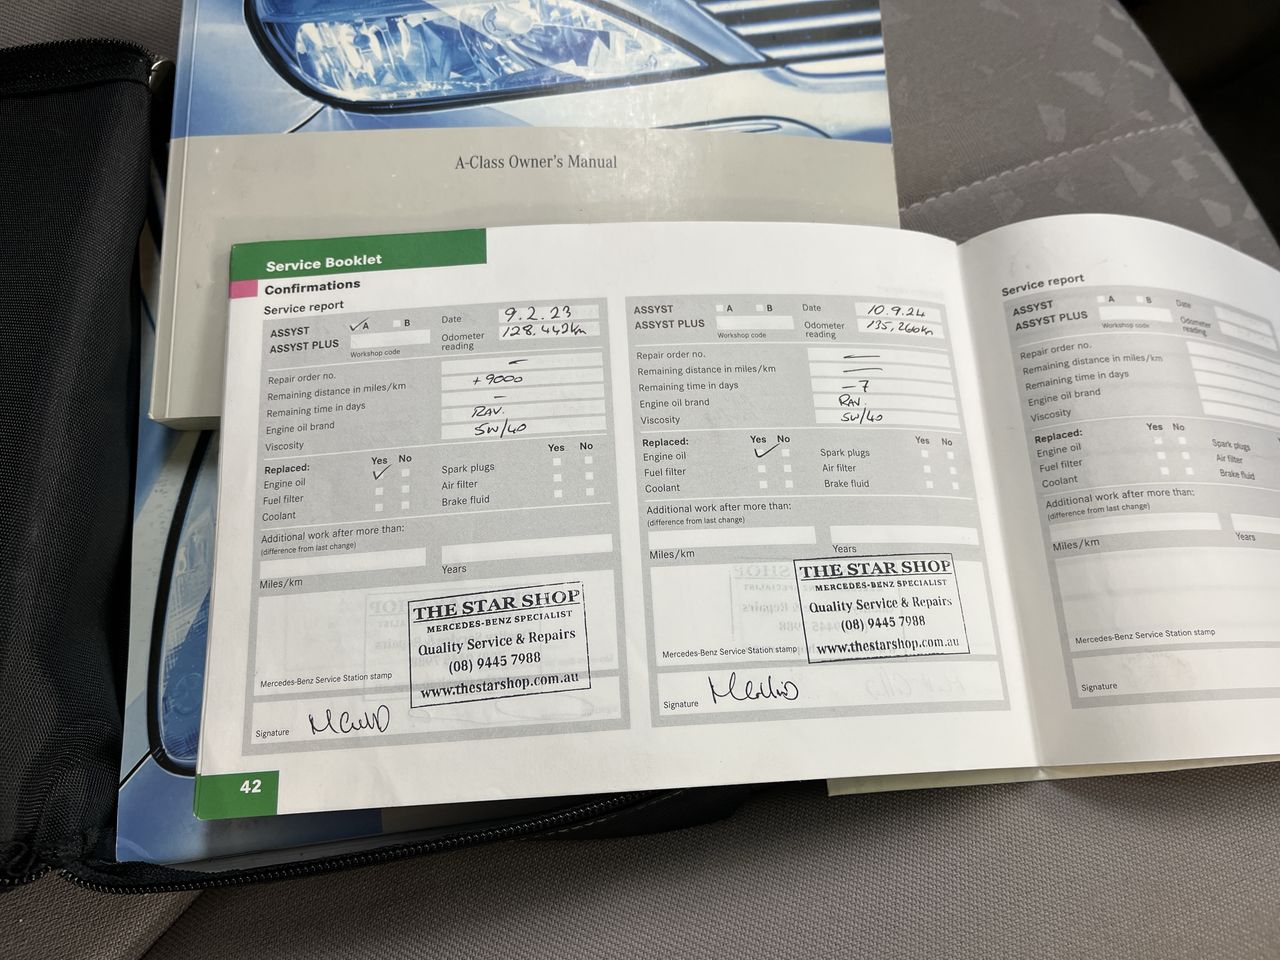 A-Class Owner's Manual
Service Booklet
Confirmations
Service report
ASSYST
A
B
ASSYST PLUS
Workshop code
Date
9.2.23
Odometer reading
128,442km
Repair order no.
–
Remaining distance in miles/km
+9000
Remaining time in days
–
Engine oil brand
RAV.
Viscosity
5W/40
Replaced:
Yes No
Yes No
Engine oil
Spark plugs
Fuel filter
Air filter
Coolant
Brake fluid
Additional work after more than:
(difference from last change)
Miles/km
Years
THE STAR SHOP
MERCEDES-BENZ SPECIALIST
Quality Service & Repairs
(08) 9445 7988
www.thestarshop.com.au
Mercedes-Benz Service Station stamp
Signature
42
ASSYST
A
B
ASSYST PLUS
Workshop code
Date
10.9.24
Odometer reading
135,260km
Repair order no.
–
Remaining distance in miles/km
–
Remaining time in days
–7
Engine oil brand
RAV.
Viscosity
5W/40
Replaced:
Yes No
Yes No
Engine oil
Spark plugs
Fuel filter
Air filter
Coolant
Brake fluid
Additional work after more than:
(difference from last change)
Miles/km
Years
THE STAR SHOP
MERCEDES-BENZ SPECIALIST
Quality Service & Repairs
(08) 9445 7988
www.thestarshop.com.au
Mercedes-Benz Service Station stamp
Signature
Service report
ASSYST
A
B
ASSYST PLUS
Workshop code
Date
Odometer reading
Repair order no.
Remaining distance in miles/km
Remaining time in days
Engine oil brand
Viscosity
Replaced:
Yes No
Engine oil
Spark plugs
Fuel filter
Air filter
Coolant
Brake fluid
Additional work after more than:
(difference from last change)
Miles/km
Years
Mercedes-Benz Service Station stamp
Signature